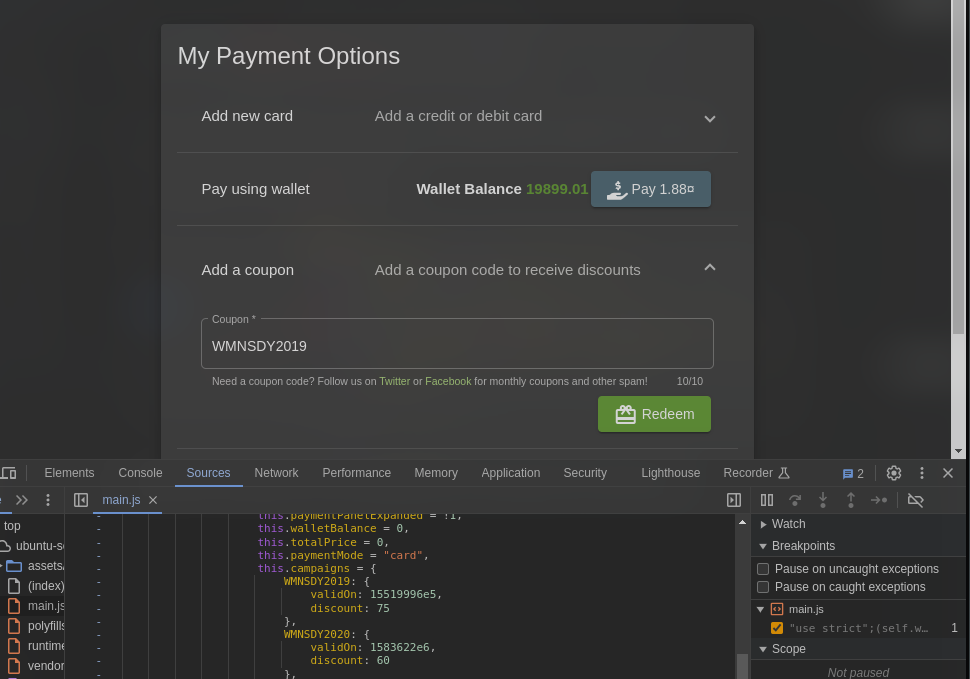 My Payment Options
Add new card Add a credit or debit card
Pay using wallet Wallet Balance 19899.01 Pay 1.88¤
Add a coupon Add a coupon code to receive discounts
Coupon *
WMNSDY2019
Need a coupon code? Follow us on Twitter or Facebook for monthly coupons and other spam! 10/10
Redeem
Elements Console Sources Network Performance Memory Application Security Lighthouse Recorder 2
main.js
top
ubuntu-se
assets/
(index)
main.js
polyfills
runtime
vendor
this.paymentPanelExpanded = !1,
this.walletBalance = 0,
this.totalPrice = 0,
this.paymentMode = "card",
this.campaigns = {
WMNSDY2019: {
validOn: 15519996e5,
discount: 75
},
WMNSDY2020: {
validOn: 1583622e6,
discount: 60
},
Watch
Breakpoints
Pause on uncaught exceptions
Pause on caught exceptions
main.js
"use strict";(self.w… 1
Scope
Not paused